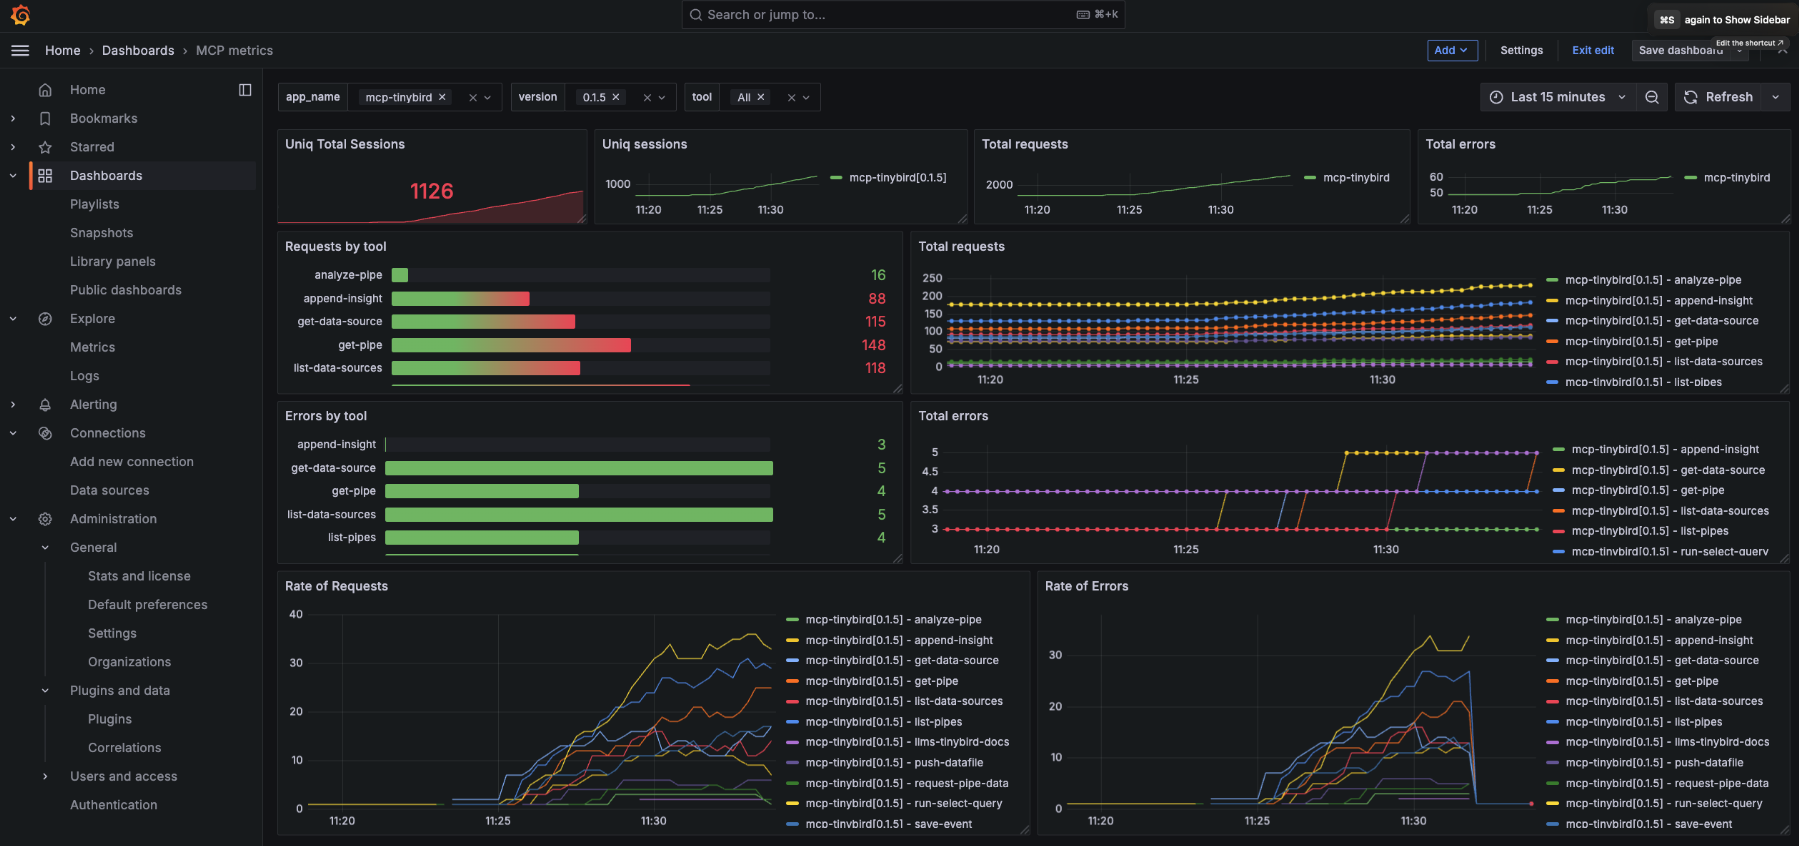 Search or jump to...
⌘+k
⌘S again to Show Sidebar
Edit the shortcut ↗
Home › Dashboards › MCP metrics
Add
Settings
Exit edit
Save dashboard
Home
Bookmarks
Starred
Dashboards
Playlists
Snapshots
Library panels
Public dashboards
Explore
Metrics
Logs
Alerting
Connections
Add new connection
Data sources
Administration
General
Stats and license
Default preferences
Settings
Organizations
Plugins and data
Plugins
Correlations
Users and access
Authentication
app_name mcp-tinybird
version 0.1.5
tool All
Last 15 minutes
Refresh
Uniq Total Sessions
1126
Uniq sessions
1000
11:20 11:25 11:30
mcp-tinybird[0.1.5]
Total requests
2000
11:20 11:25 11:30
mcp-tinybird
Total errors
60
50
11:20 11:25 11:30
mcp-tinybird
Requests by tool
analyze-pipe 16
append-insight 88
get-data-source 115
get-pipe 148
list-data-sources 118
Total requests
250
200
150
100
50
0
11:20 11:25 11:30
mcp-tinybird[0.1.5] - analyze-pipe
mcp-tinybird[0.1.5] - append-insight
mcp-tinybird[0.1.5] - get-data-source
mcp-tinybird[0.1.5] - get-pipe
mcp-tinybird[0.1.5] - list-data-sources
mcp-tinybird[0.1.5] - list-pipes
Errors by tool
append-insight 3
get-data-source 5
get-pipe 4
list-data-sources 5
list-pipes 4
Total errors
5
4.5
4
3.5
3
11:20 11:25 11:30
mcp-tinybird[0.1.5] - append-insight
mcp-tinybird[0.1.5] - get-data-source
mcp-tinybird[0.1.5] - get-pipe
mcp-tinybird[0.1.5] - list-data-sources
mcp-tinybird[0.1.5] - list-pipes
mcp-tinybird[0.1.5] - run-select-query
Rate of Requests
40
30
20
10
0
11:20 11:25 11:30
mcp-tinybird[0.1.5] - analyze-pipe
mcp-tinybird[0.1.5] - append-insight
mcp-tinybird[0.1.5] - get-data-source
mcp-tinybird[0.1.5] - get-pipe
mcp-tinybird[0.1.5] - list-data-sources
mcp-tinybird[0.1.5] - list-pipes
mcp-tinybird[0.1.5] - llms-tinybird-docs
mcp-tinybird[0.1.5] - push-datafile
mcp-tinybird[0.1.5] - request-pipe-data
mcp-tinybird[0.1.5] - run-select-query
mcp-tinybird[0.1.5] - save-event
Rate of Errors
30
20
10
0
11:20 11:25 11:30
mcp-tinybird[0.1.5] - analyze-pipe
mcp-tinybird[0.1.5] - append-insight
mcp-tinybird[0.1.5] - get-data-source
mcp-tinybird[0.1.5] - get-pipe
mcp-tinybird[0.1.5] - list-data-sources
mcp-tinybird[0.1.5] - list-pipes
mcp-tinybird[0.1.5] - llms-tinybird-docs
mcp-tinybird[0.1.5] - push-datafile
mcp-tinybird[0.1.5] - request-pipe-data
mcp-tinybird[0.1.5] - run-select-query
mcp-tinybird[0.1.5] - save-event